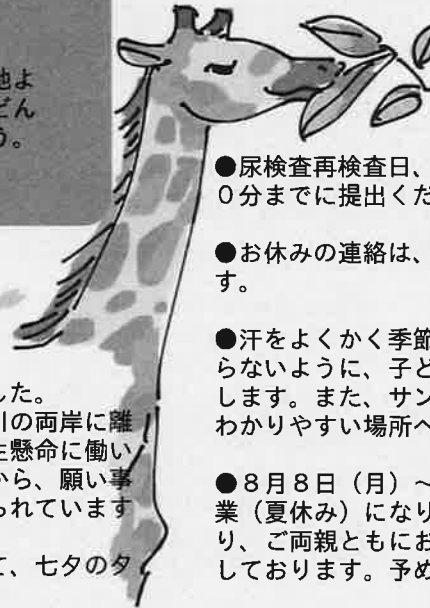 地よ
どん
う。
した。
川の両岸に離
生懸命に働い
から、願い事
られています
て、七夕の夕
●尿検査再検査日、
０分までに提出くだ
●お休みの連絡は、
す。
●汗をよくかく季節
らないように、子ど
します。また、サン
わかりやすい場所へ
●８月８日（月）～
業（夏休み）になり
り、ご両親ともにお
しております。予め